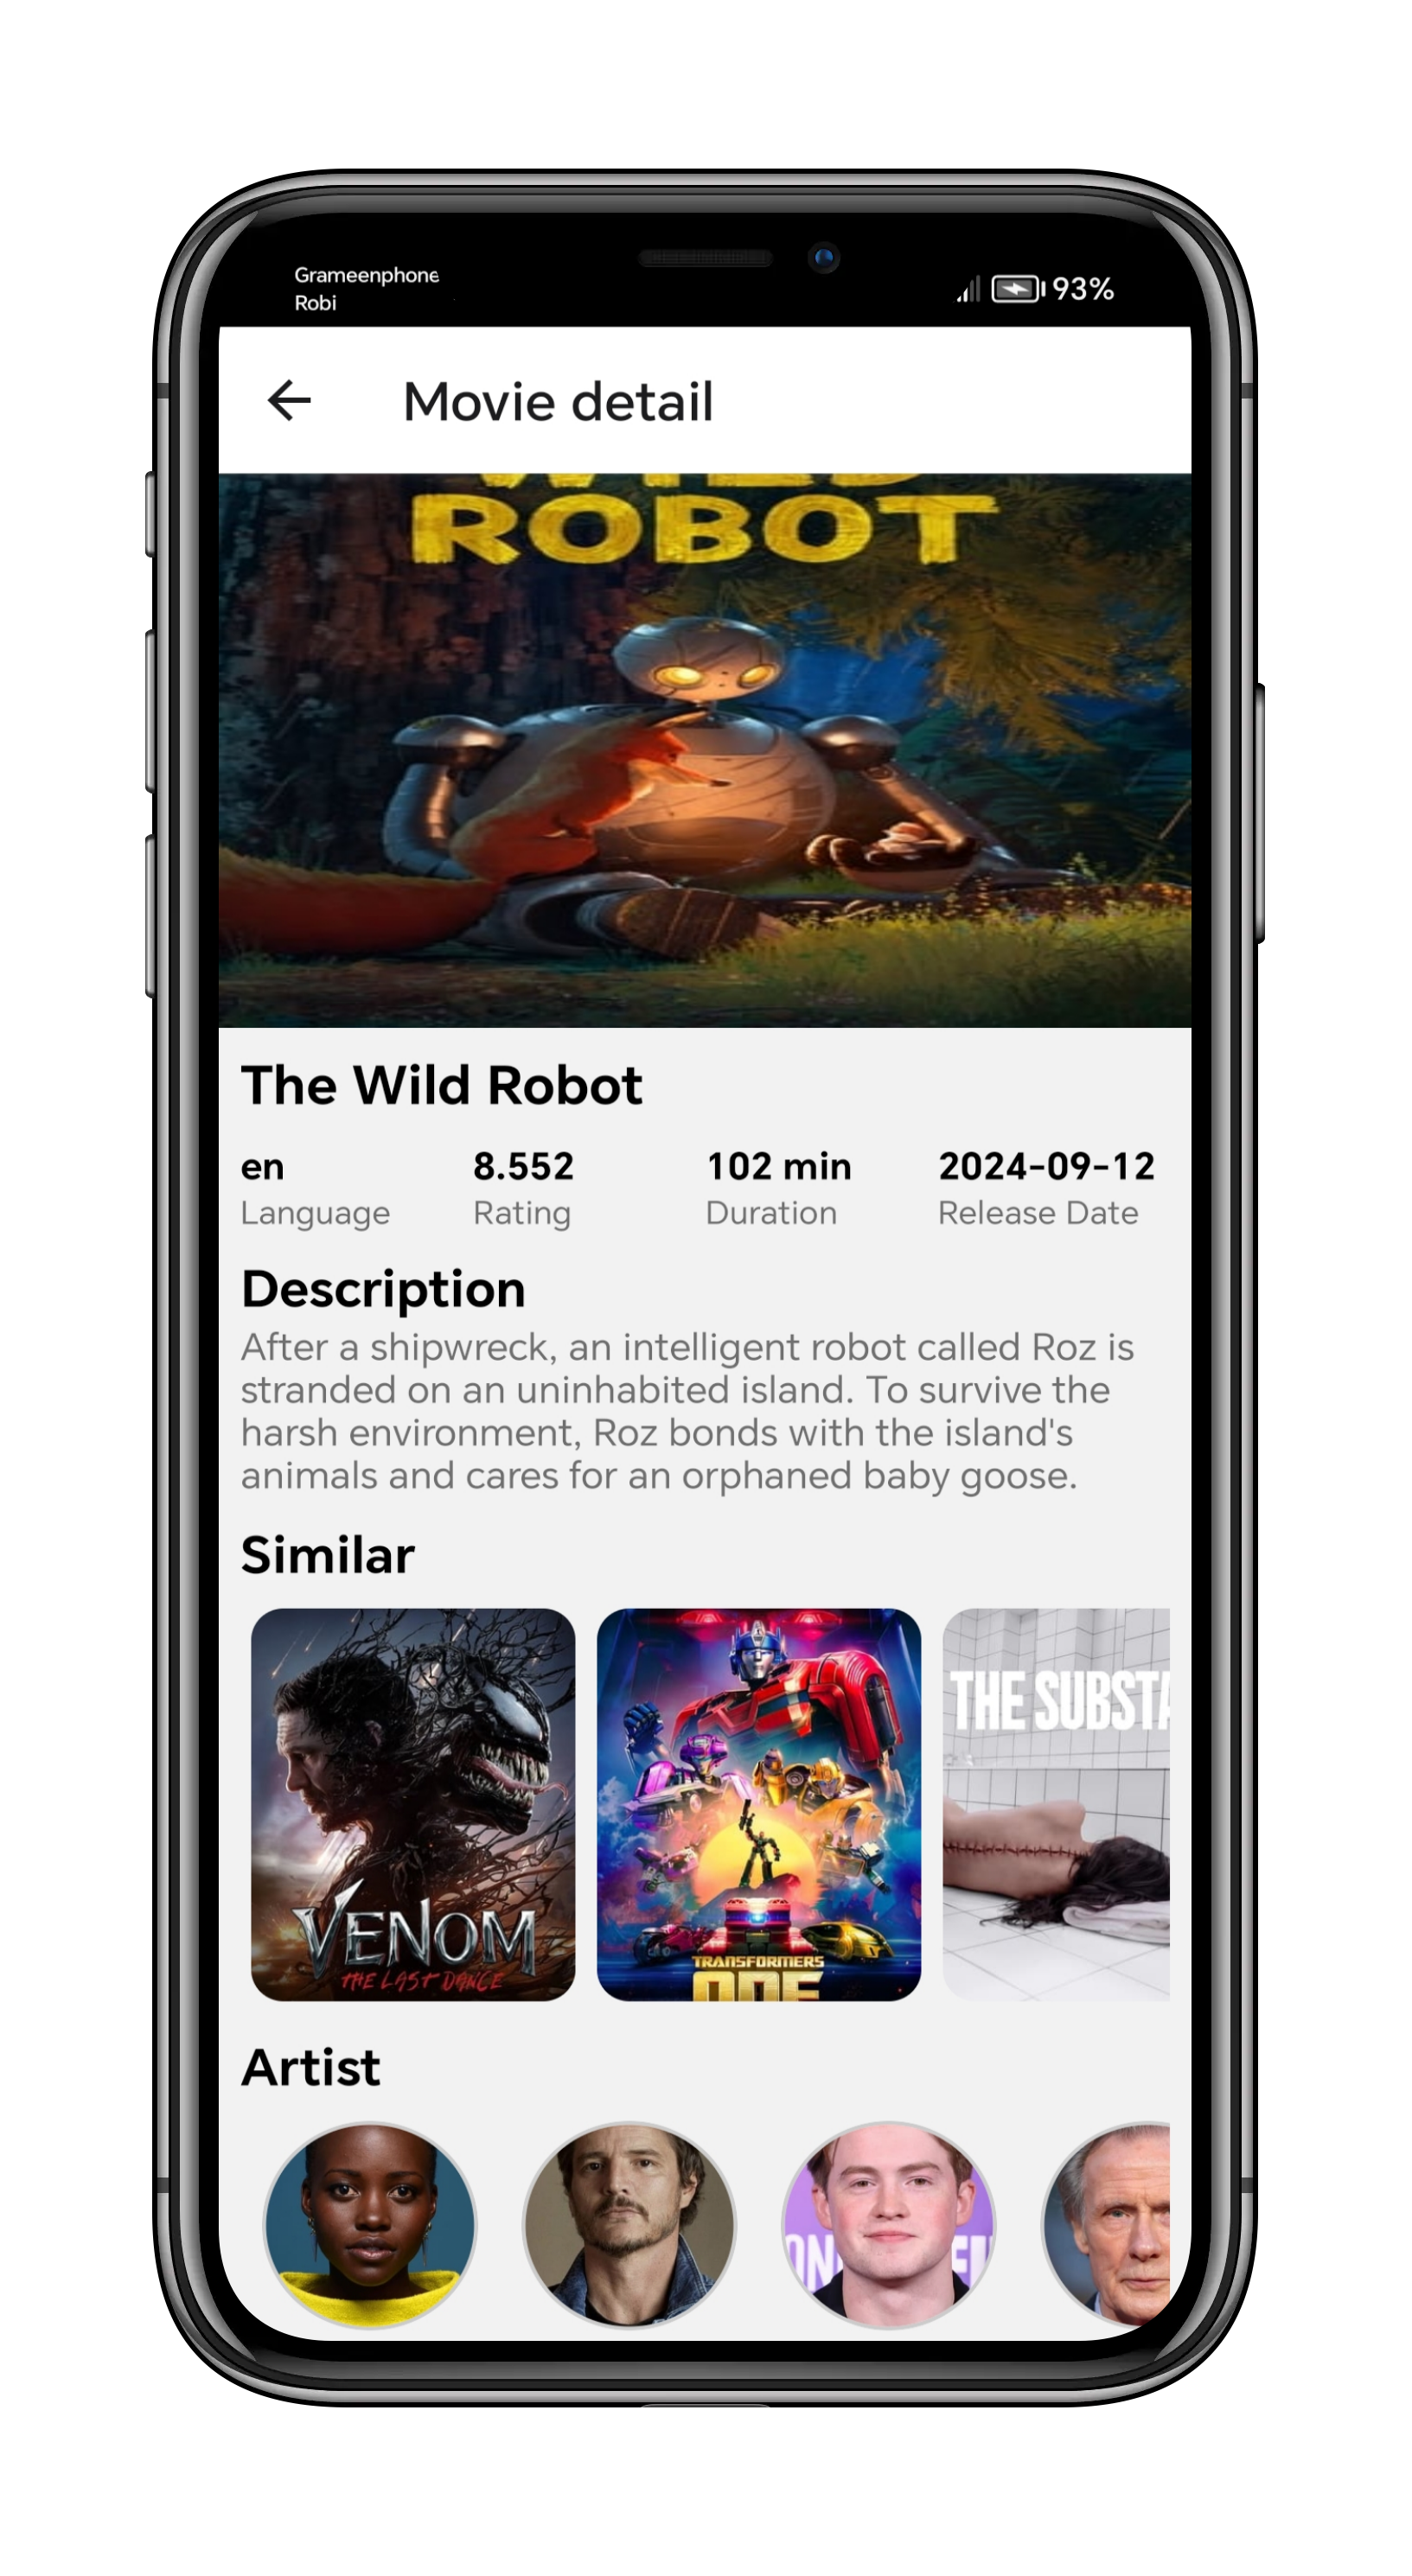 Grameenphone
Robi
93%
Movie detail
WILD
ROBOT
The Wild Robot
en
8.552
102 min
2024-09-12
Language
Rating
Duration
Release Date
Description
After a shipwreck, an intelligent robot called Roz is
stranded on an uninhabited island. To survive the
harsh environment, Roz bonds with the island's
animals and cares for an orphaned baby goose.
Similar
VENOM
THE LAST DANCE
TRANSFORMERS
ONE
THE SUBSTA
Artist